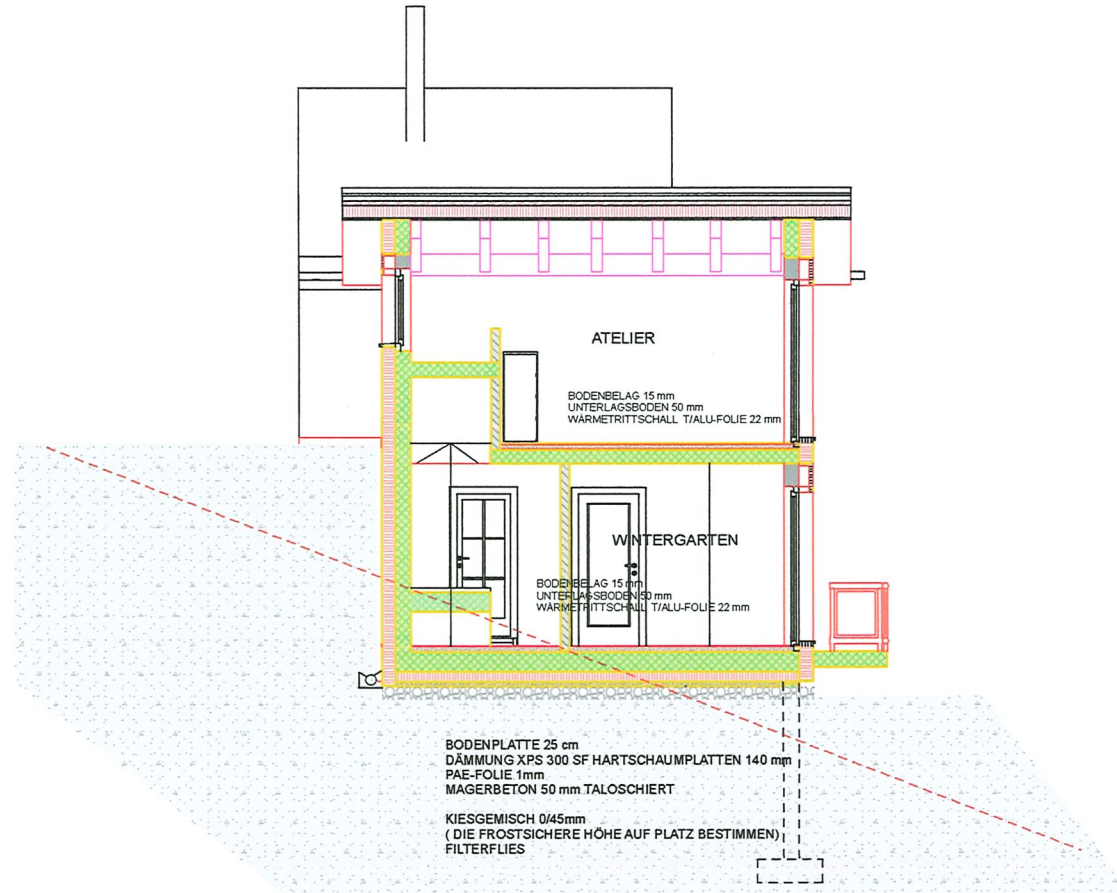 ATELIER
BODENBELAG 15 mm
UNTERLAGSBODEN 50 mm
WÄRMETRITTSCHALL T/ALU-FOLIE 22 mm
WINTERGARTEN
BODENBELAG 15 mm
UNTERLAGSBODEN 50 mm
WÄRMETRITTSCHALL T/ALU-FOLIE 22 mm
BODENPLATTE 25 cm
DÄMMUNG XPS 300 SF HARTSCHAUMPLATTEN 140 mm
PAE-FOLIE 1mm
MAGERBETON 50 mm TALOSCHIERT
KIESGEMISCH 0/45mm
( DIE FROSTSICHERE HÖHE AUF PLATZ BESTIMMEN)
FILTERFLIES